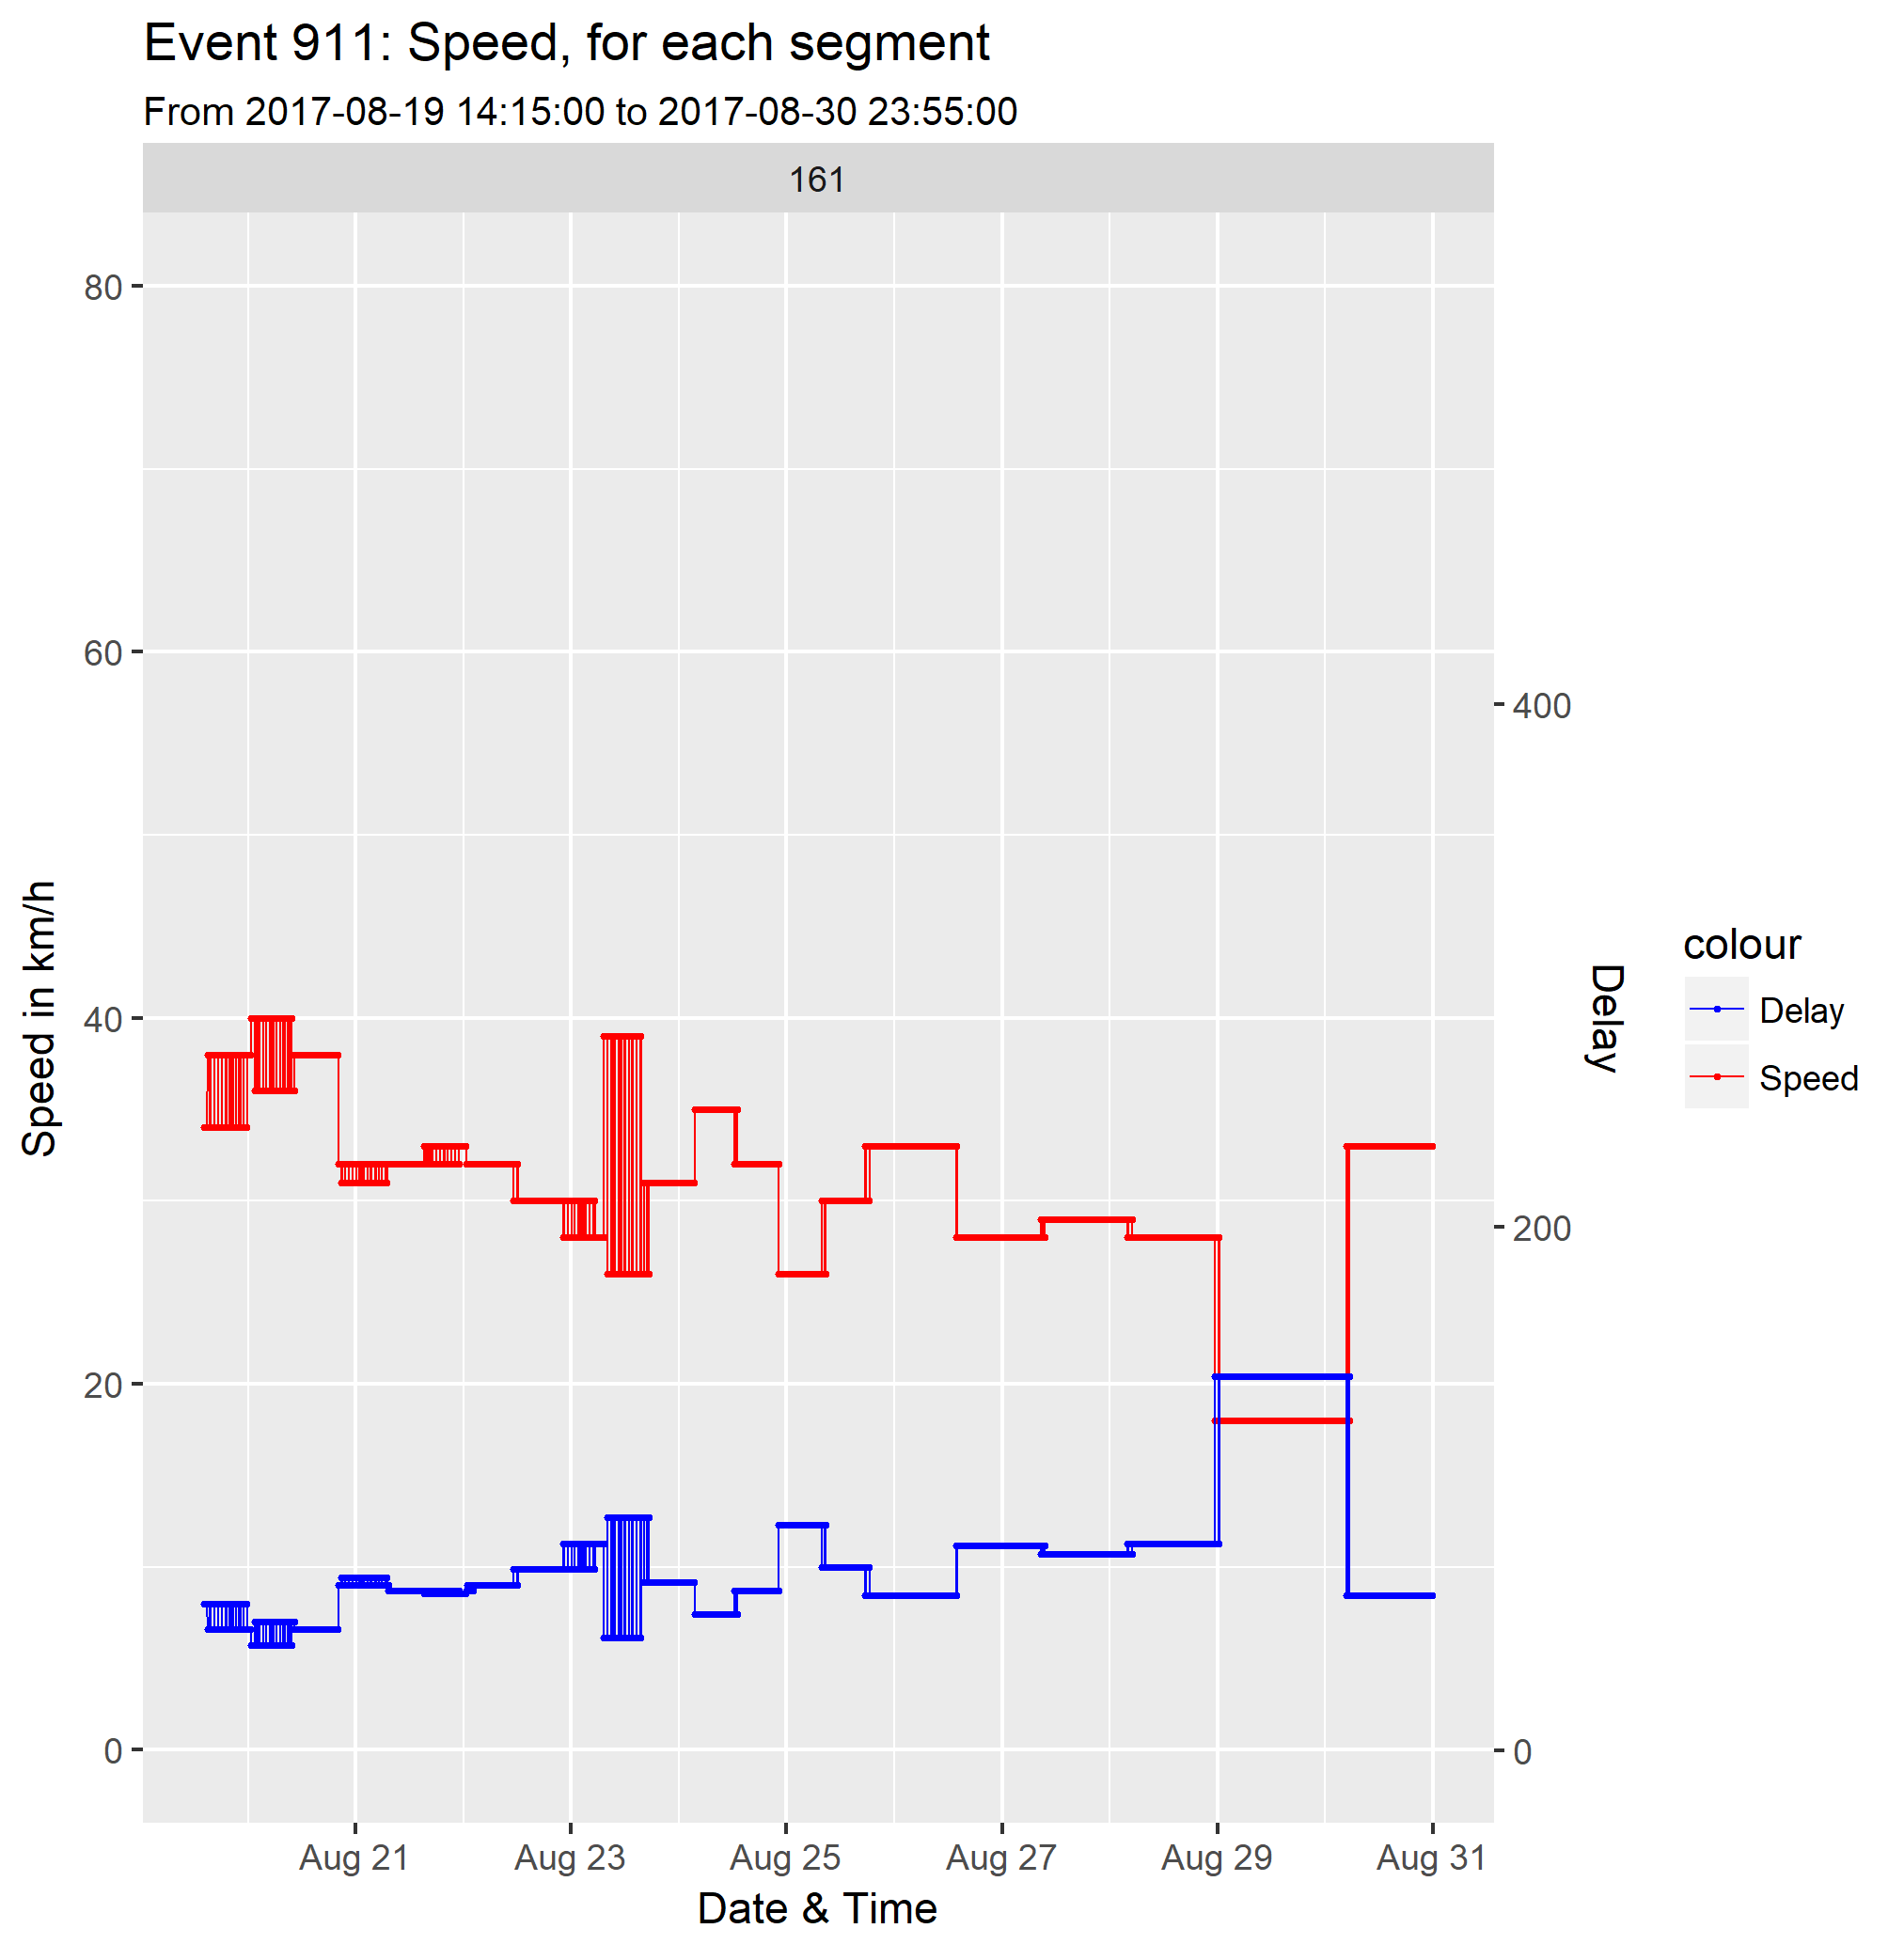 Event 911: Speed, for each segment
From 2017-08-19 14:15:00 to 2017-08-30 23:55:00
161
80
60
40
20
0
Speed in km/h
400
200
0
Delay
Aug 21
Aug 23
Aug 25
Aug 27
Aug 29
Aug 31
Date & Time
colour
Delay
Speed